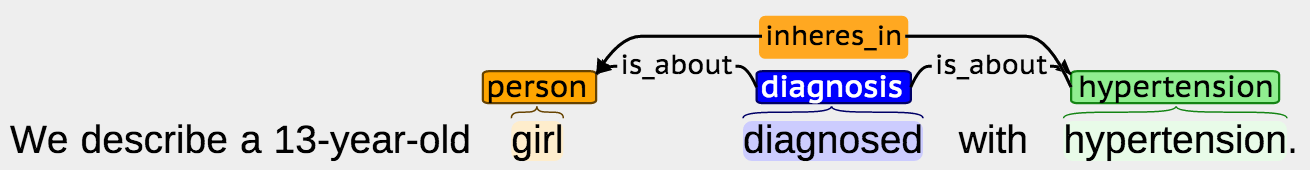 inheres_in
is_about is_about
person diagnosis hypertension
We describe a 13-year-old girl diagnosed with hypertension.